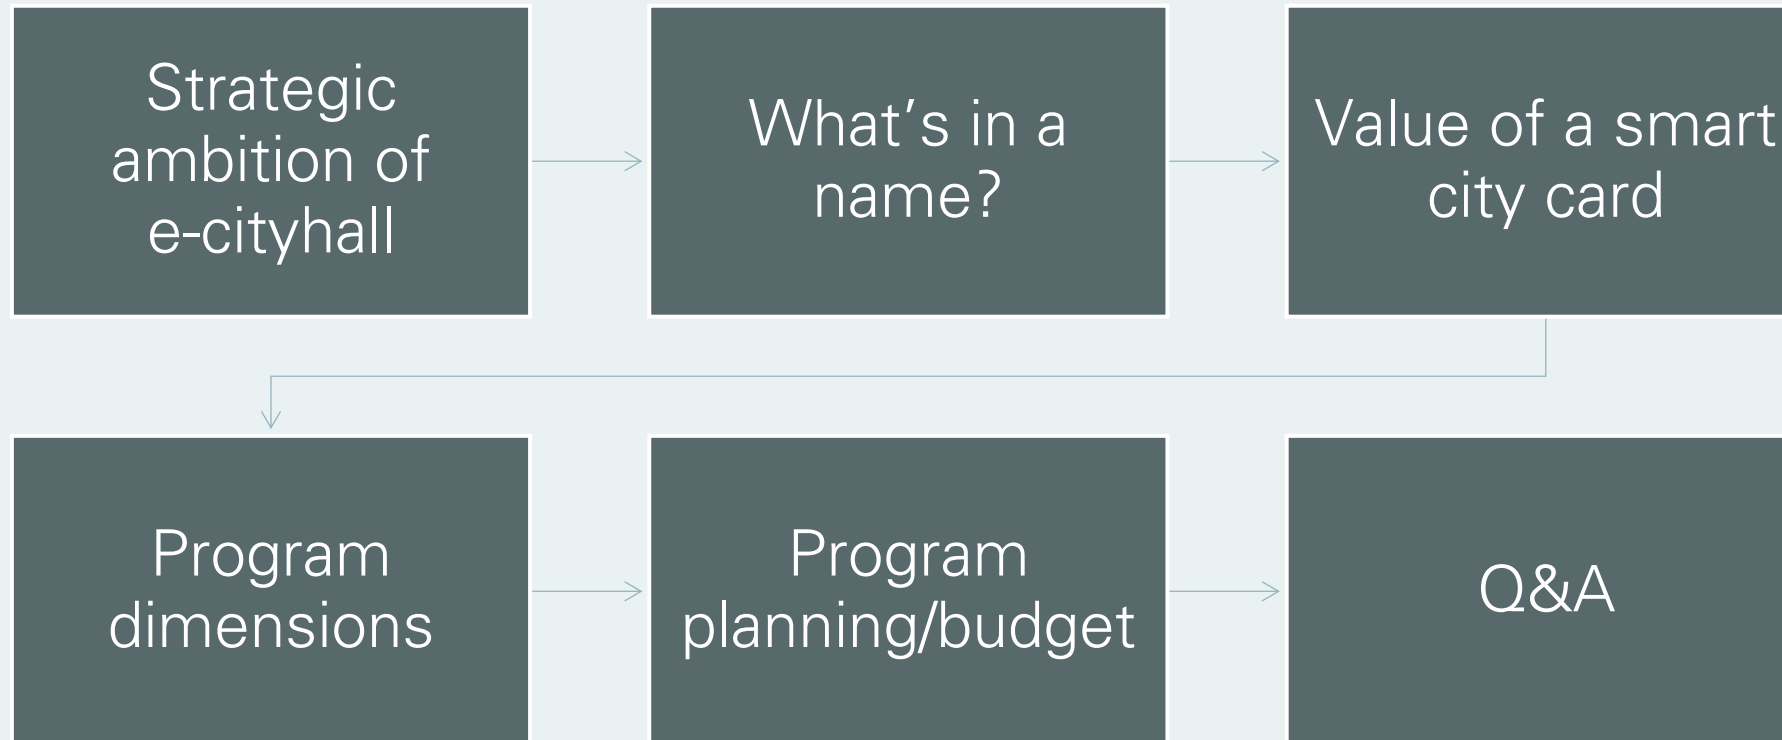 Strategic
ambition of
e-cityhall
What’s in a
name?
Value of a smart
city card
Program
dimensions
Program
planning/budget
Q&A